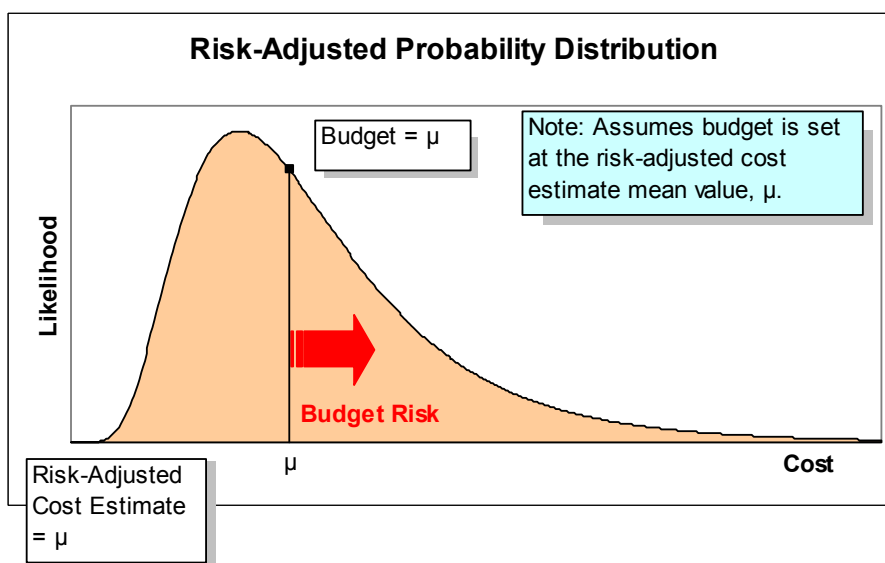 Risk-Adjusted Probability Distribution
Budget = μ
Note: Assumes budget is set
at the risk-adjusted cost
estimate mean value, μ.
Likelihood
Budget Risk
μ
Cost
Risk-Adjusted
Cost Estimate
= μ